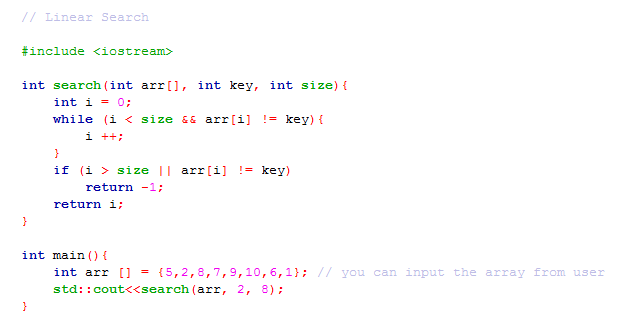 // Linear Search
#include <iostream>
int search(int arr[], int key, int size){
int i = 0;
while (i < size && arr[i] != key){
i ++;
}
if (i > size || arr[i] != key)
return -1;
return i;
}
int main(){
int arr [] = {5,2,8,7,9,10,6,1}; // you can input the array from user
std::cout<<search(arr, 2, 8);
}